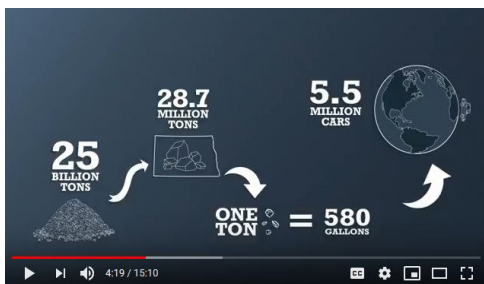 25
BILLION
TONS
28.7
MILLION
TONS
ONE
TON
=
580
GALLONS
5.5
MILLION
CARS
4:19 / 15:10
CC